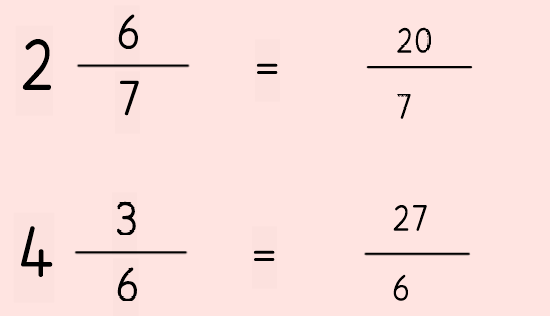 2 6/7 = 20/7
4 3/6 = 27/6